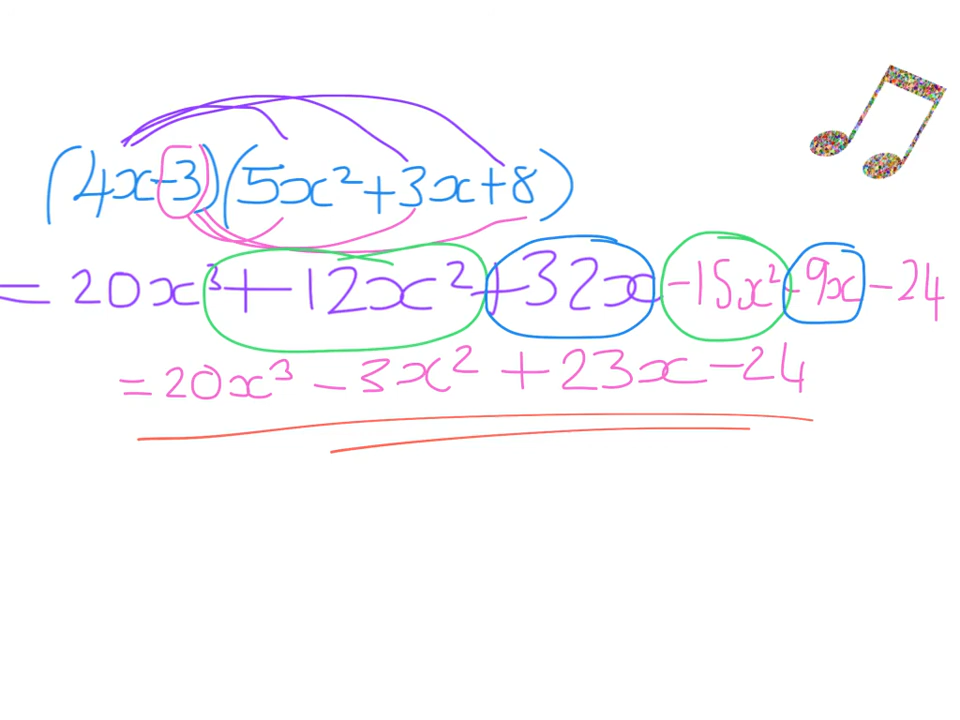 (4x-3)(5x²+3x+8)
= 20x³+12x²+32x-15x²-9x-24
= 20x³ - 3x² + 23x - 24